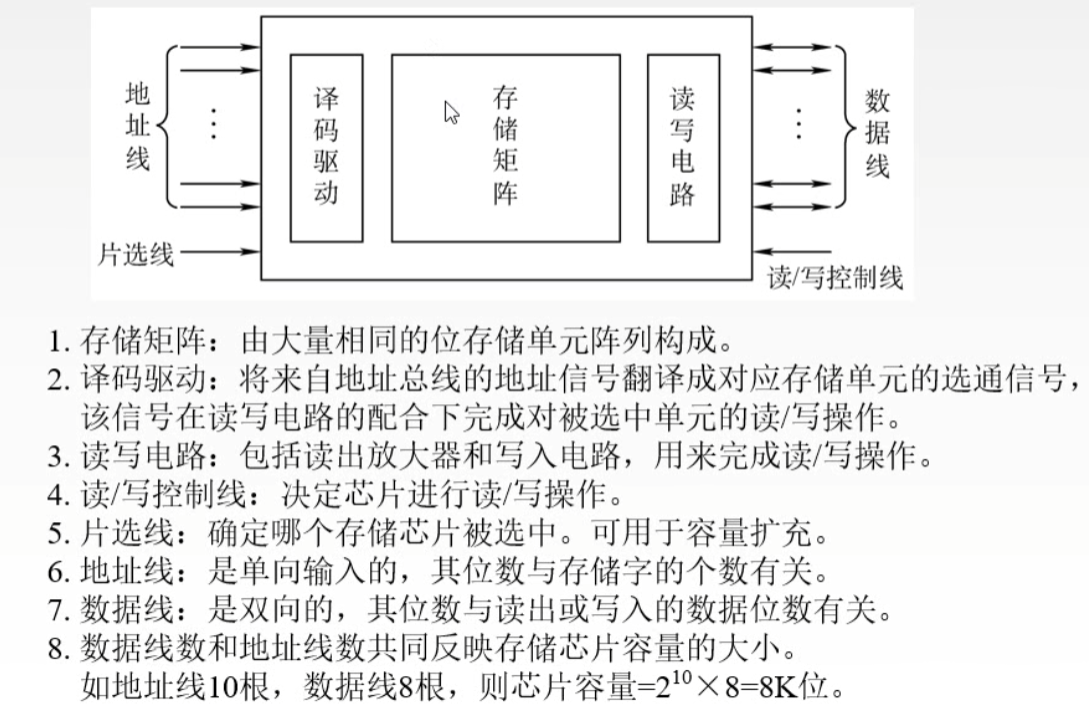 地址线
片选线
译码驱动
存储矩阵
读写电路
数据线
读/写控制线
1. 存储矩阵：由大量相同的位存储单元阵列构成。
2. 译码驱动：将来自地址总线的地址信号翻译成对应存储单元的选通信号，
该信号在读写电路的配合下完成对被选中单元的读/写操作。
3. 读写电路：包括读出放大器和写入电路，用来完成读/写操作。
4. 读/写控制线：决定芯片进行读/写操作。
5. 片选线：确定哪个存储芯片被选中。可用于容量扩充。
6. 地址线：是单向输入的，其位数与存储字的个数有关。
7. 数据线：是双向的，其位数与读出或写入的数据位数有关。
8. 数据线数和地址线数共同反映存储芯片容量的大小。
如地址线10根，数据线8根，则芯片容量=2¹⁰×8=8K位。